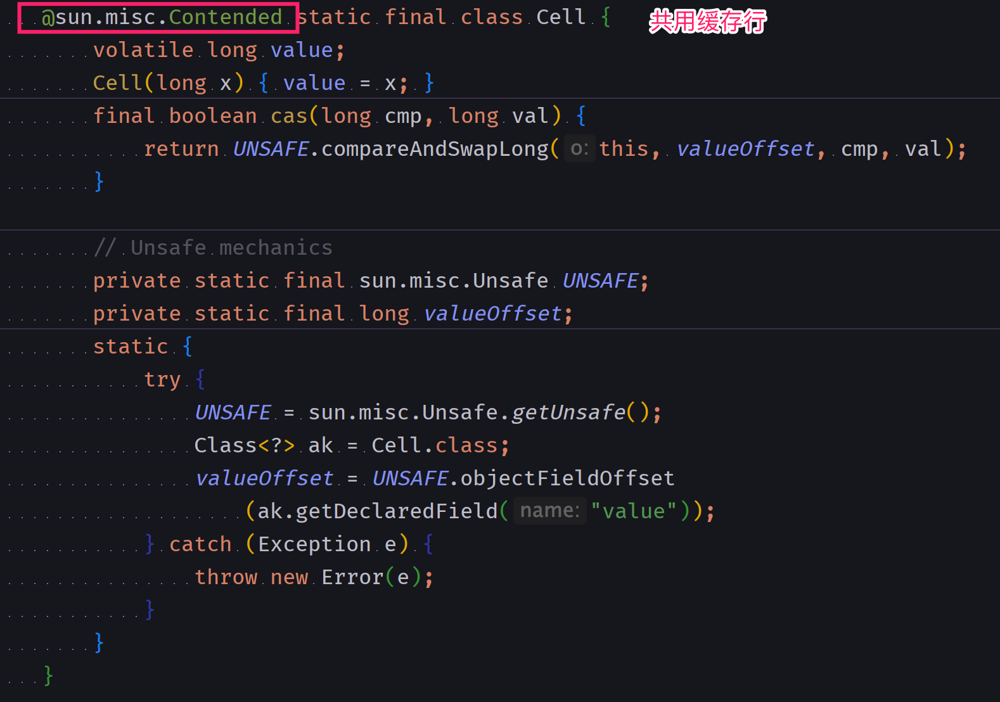 @sun.misc.Contended static final class Cell { 共用缓存行
volatile long value;
Cell(long x) { value = x; }
final boolean cas(long cmp, long val) {
return UNSAFE.compareAndSwapLong( o: this, valueOffset, cmp, val);
}
// Unsafe mechanics
private static final sun.misc.Unsafe UNSAFE;
private static final long valueOffset;
static {
try {
UNSAFE = sun.misc.Unsafe.getUnsafe();
Class<?> ak = Cell.class;
valueOffset = UNSAFE.objectFieldOffset
(ak.getDeclaredField( name: "value"));
} catch (Exception e) {
throw new Error(e);
}
}
}